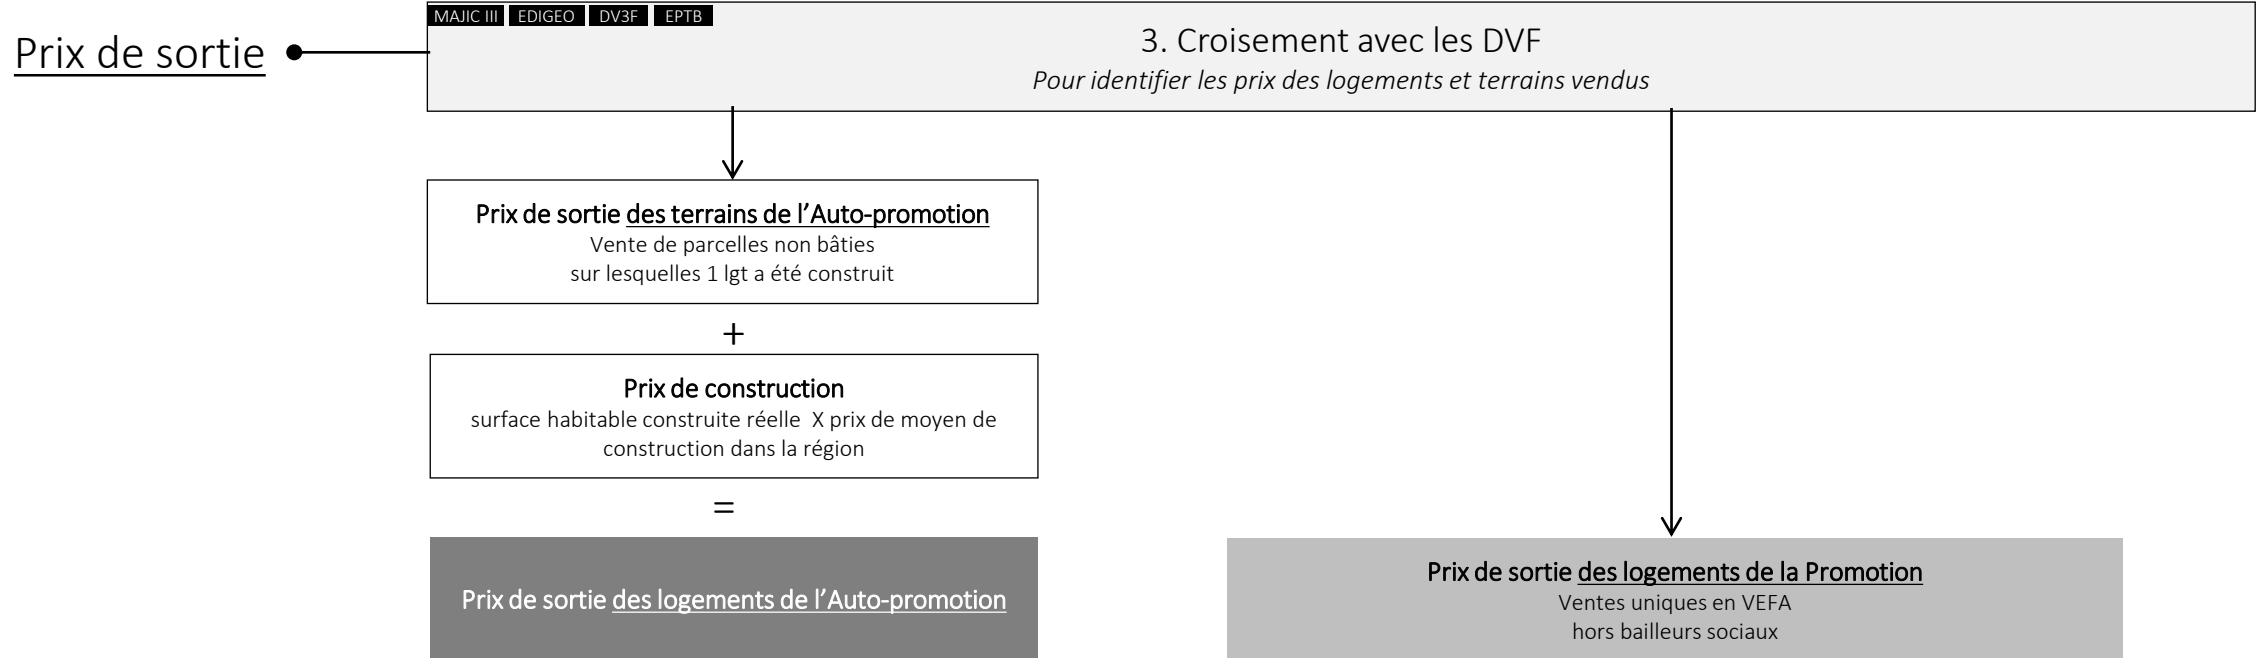 MAJIC III EDIGEO DV3F EPTB
Prix de sortie
3. Croisement avec les DVF
Pour identifier les prix des logements et terrains vendus
Prix de sortie des terrains de l’Auto-promotion
Vente de parcelles non bâties
sur lesquelles 1 lgt a été construit
+
Prix de construction
surface habitable construite réelle X prix de moyen de
construction dans la région
=
Prix de sortie des logements de l’Auto-promotion
Prix de sortie des logements de la Promotion
Ventes uniques en VEFA
hors bailleurs sociaux